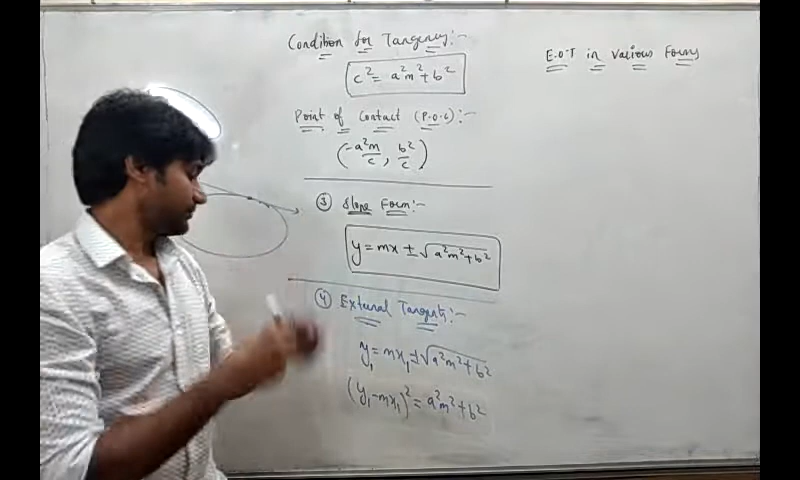 Condition for Tangency:-
c² = a²m² + b²
Point of Contact (P.O.C):-
(-a²m/c, b²/c)
③ Slope Form:-
y = mx ± √a²m² + b²
④ External Tangents:-
y₁ = mx₁ ± √a²m² + b²
(y₁ - mx₁)² = a²m² + b²
E.O.T in Various Forms